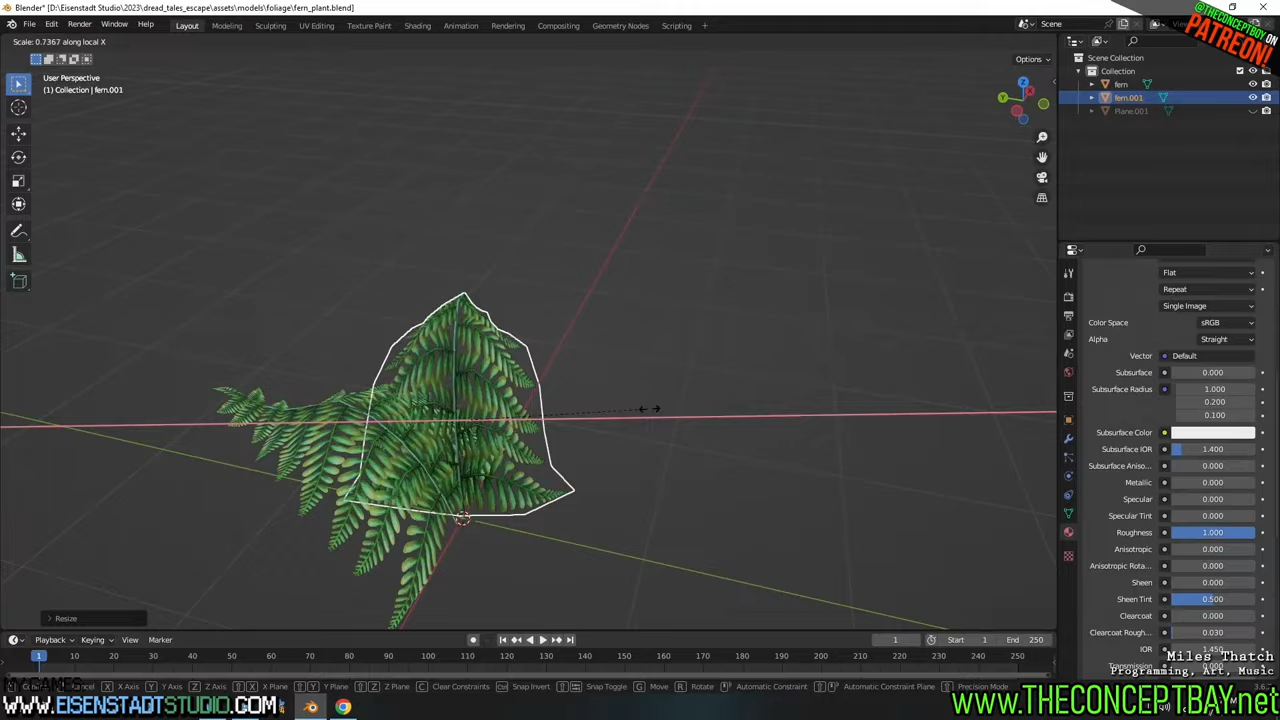 Blender* [D:\Eisenstadt Studio\2023\dread_tales_escape\assets\models\foliage\fern_plant.blend]
@THECONCEPTBOY ON
PATREON!
File Edit Render Window Help Layout Modeling Sculpting UV Editing Texture Paint Shading Animation Rendering Compositing Geometry Nodes Scripting Scene
Scale: 0.7367 along local X
Options
User Perspective
(1) Collection | fern.001
Scene Collection
Collection
fern
fern.001
Plane.001
Z
Y
X
Flat
Repeat
Single Image
Color Space sRGB
Alpha Straight
Vector Default
Subsurface 0.000
Subsurface Radius 1.000
0.200
0.100
Subsurface Color
Subsurface IOR 1.400
Subsurface Aniso... 0.000
Metallic 0.000
Specular 0.000
Specular Tint 0.000
Roughness 1.000
Anisotropic 0.000
Anisotropic Rota... 0.000
Sheen 0.000
Sheen Tint 0.500
Clearcoat 0.000
Clearcoat Rough... 0.030
IOR 1.450
Transmission 0.000
Resize
Playback Keying View Marker 1 Start 1 End 250
1 10 20 30 40 50 60 70 80 90 100 110 120 130 140 150 160 170 180 190 200 210 220 230 240 250
Miles Thatch
Programming, Art, Music
Cancel X X Axis Y Y Axis Z Z Axis X X Plane Y Y Plane Z Z Plane C Clear Constraints Snap Invert Snap Toggle G Move R Rotate Automatic Constraint Automatic Constraint Plane Precision Mode
WWW.EISENSTADTSTUDIO.COM
www.THECONCEPTBAY.net